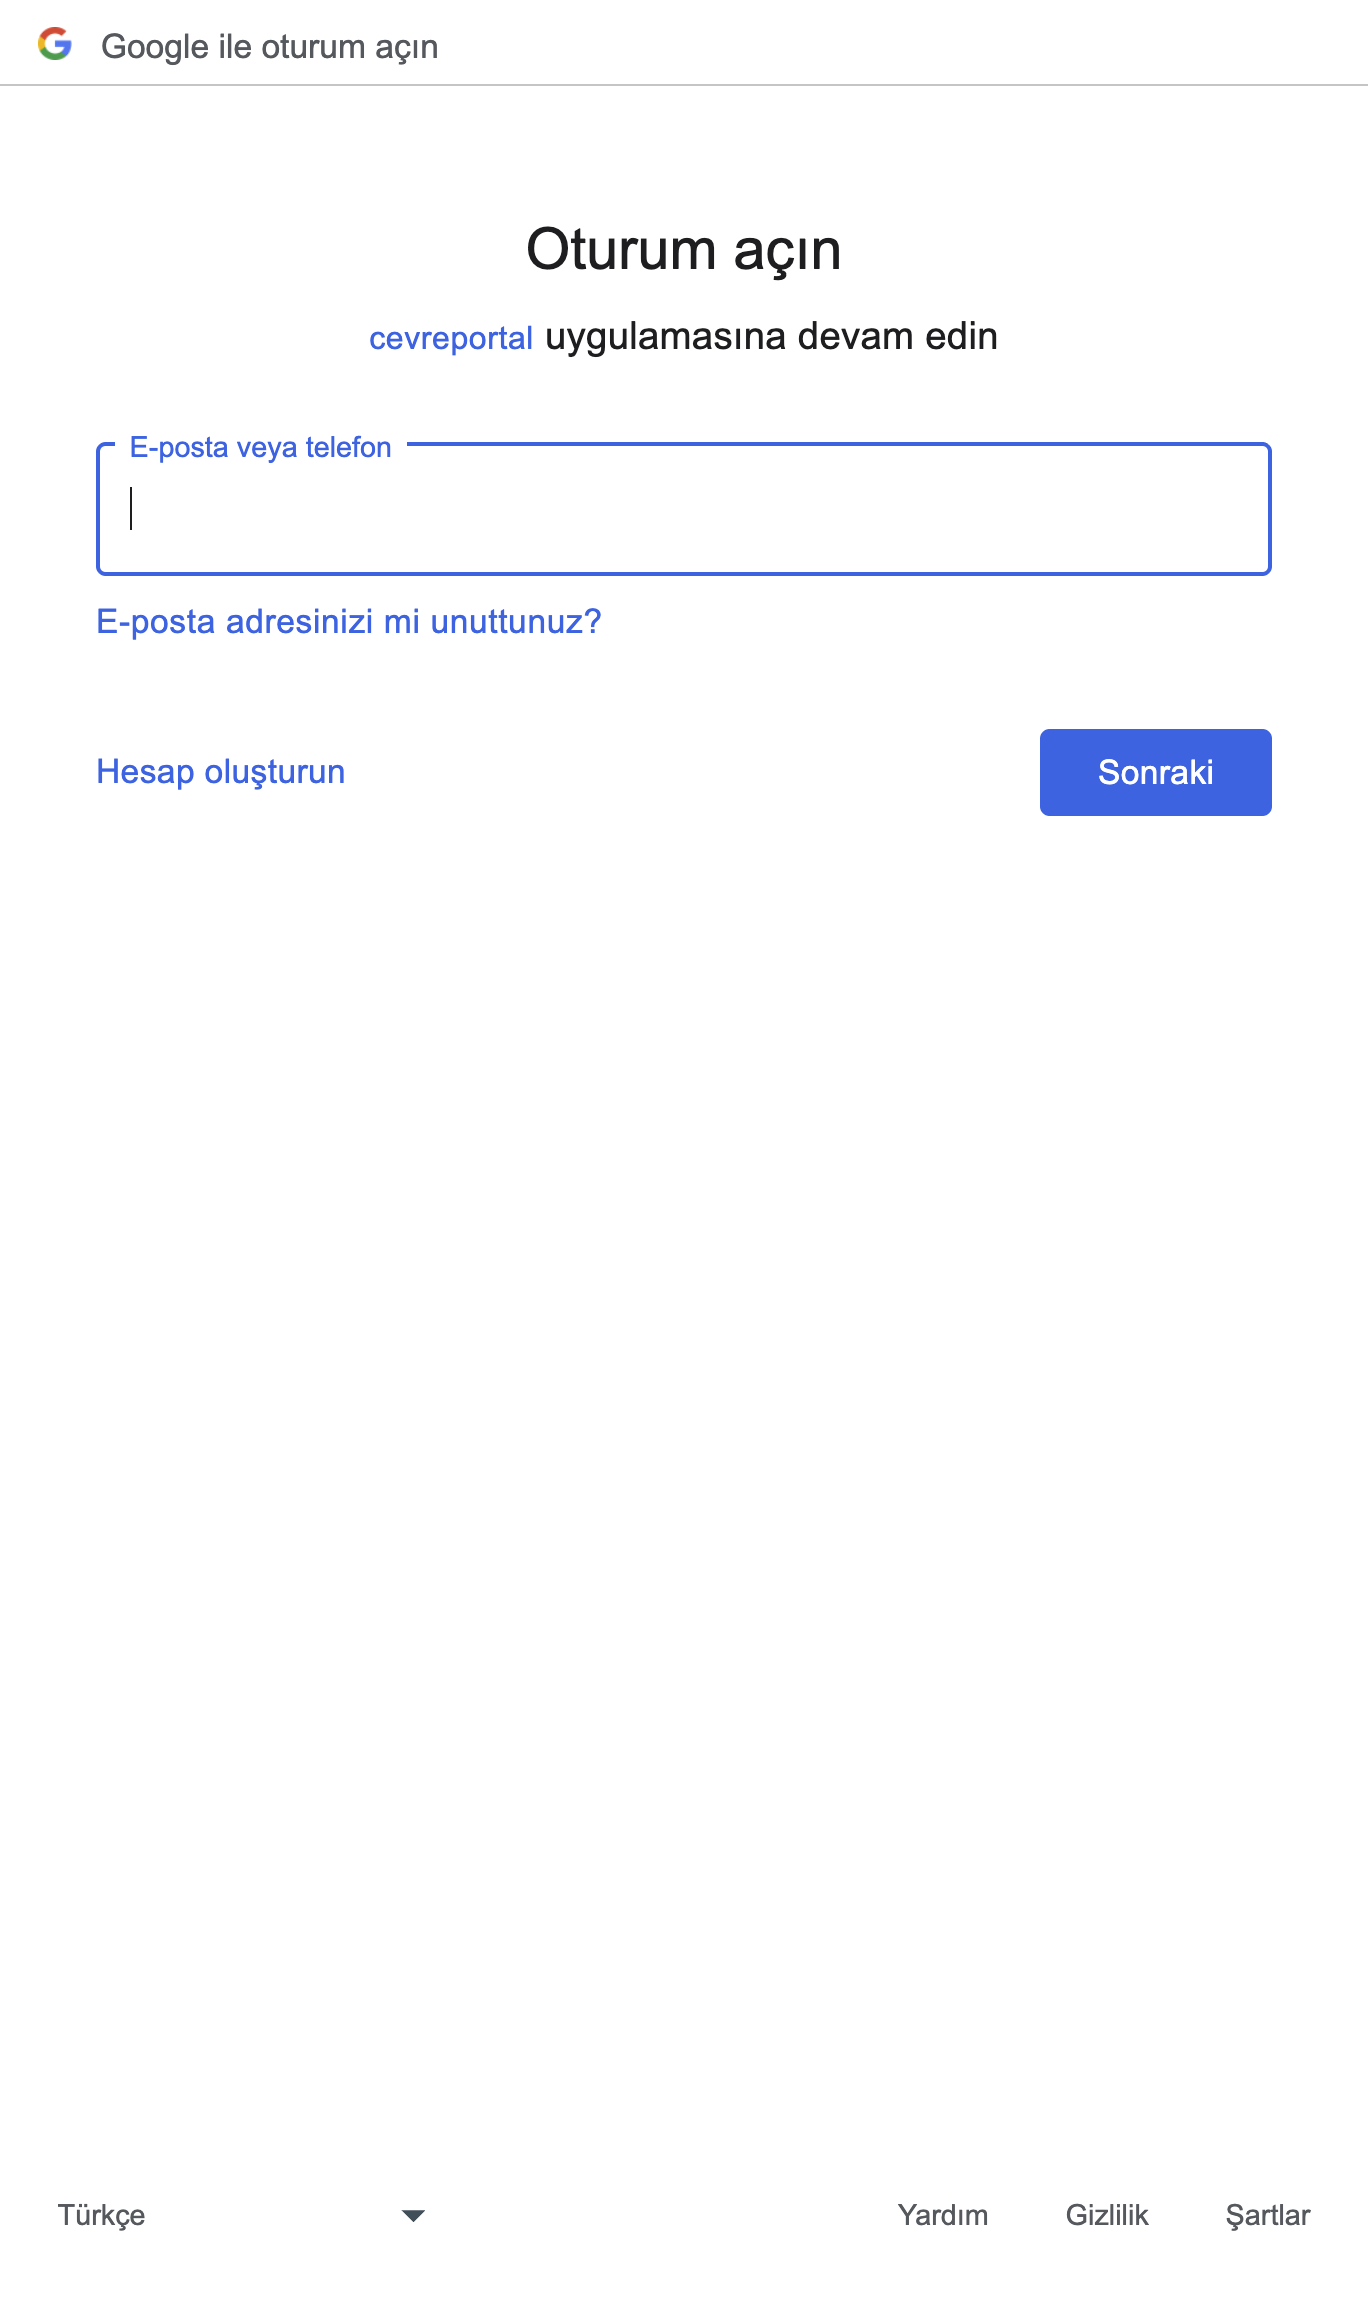 Google ile oturum açın
Oturum açın
cevreportal uygulamasına devam edin
E-posta veya telefon
E-posta adresinizi mi unuttunuz?
Hesap oluşturun
Sonraki
Türkçe
Yardım
Gizlilik
Şartlar